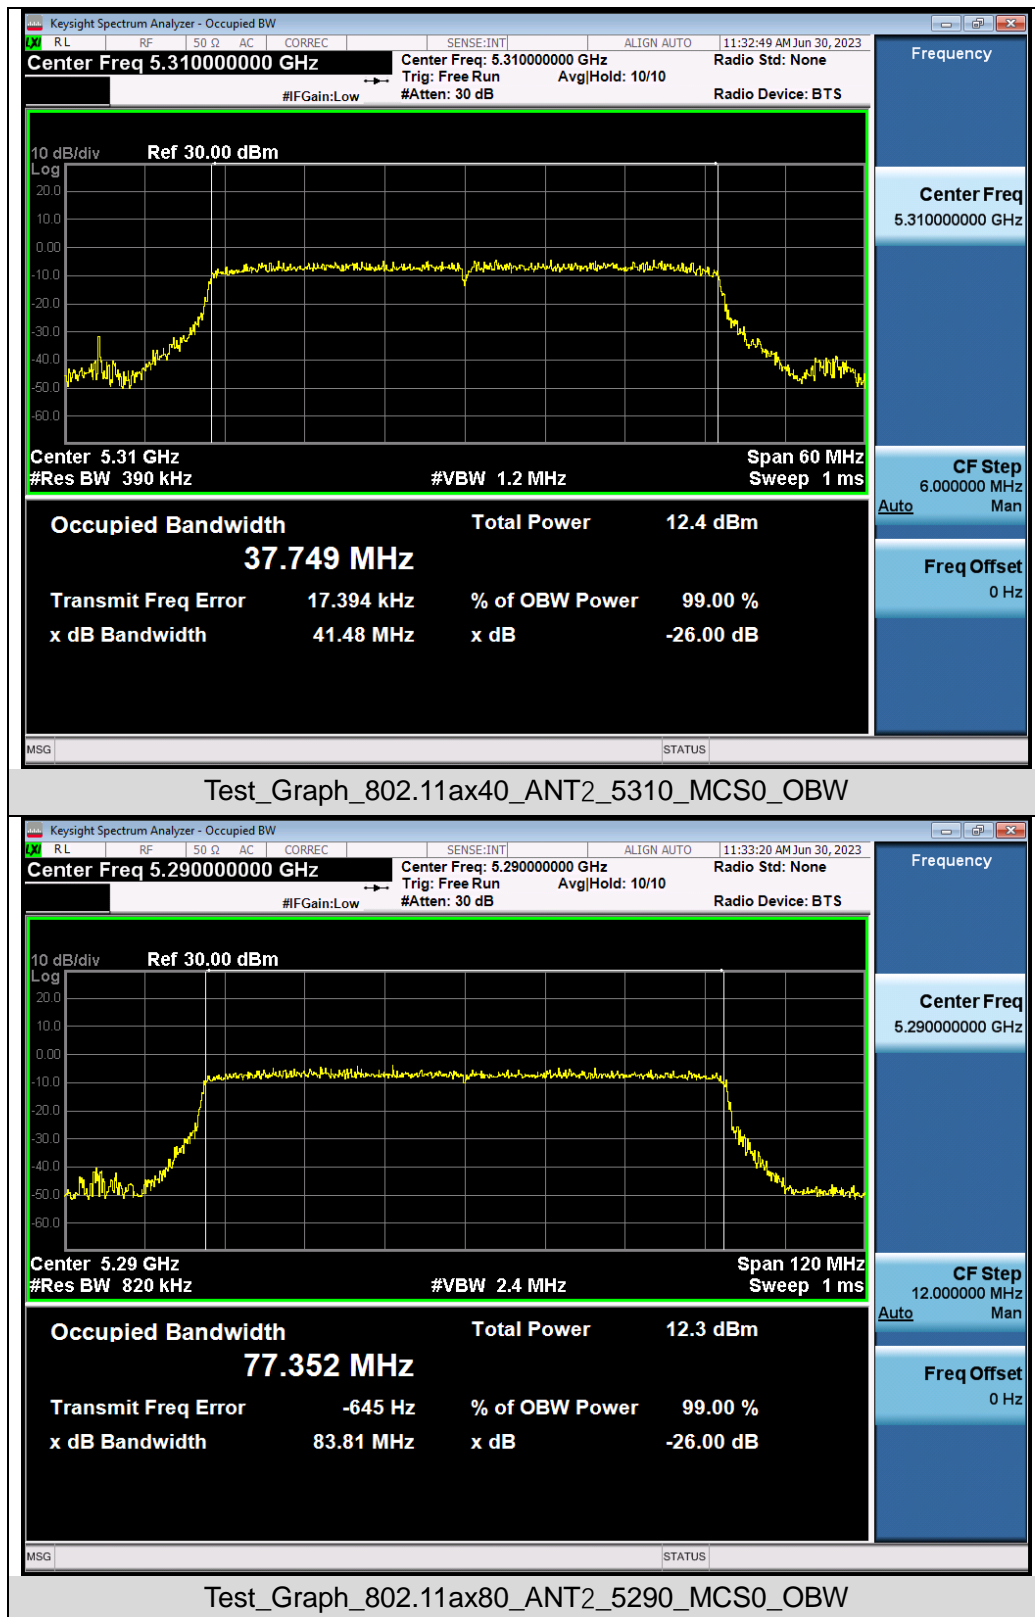 Keysight Spectrum Analyzer - Occupied BW
LXI RL RF 50 Ω AC CORREC SENSE:INT ALIGN AUTO 11:32:49 AM Jun 30, 2023
Center Freq 5.310000000 GHz Center Freq: 5.310000000 GHz Radio Std: None
Trig: Free Run Avg|Hold: 10/10
#IFGain:Low #Atten: 30 dB Radio Device: BTS
Frequency
10 dB/div Ref 30.00 dBm
Log
20.0
10.0
0.00
-10.0
-20.0
-30.0
-40.0
-50.0
-60.0
Center 5.31 GHz Span 60 MHz
#Res BW 390 kHz #VBW 1.2 MHz Sweep 1 ms
Center Freq
5.310000000 GHz
CF Step
6.000000 MHz
Auto Man
Freq Offset
0 Hz
Occupied Bandwidth Total Power 12.4 dBm
37.749 MHz
Transmit Freq Error 17.394 kHz % of OBW Power 99.00 %
x dB Bandwidth 41.48 MHz x dB -26.00 dB
MSG STATUS
Test_Graph_802.11ax40_ANT2_5310_MCS0_OBW
Keysight Spectrum Analyzer - Occupied BW
LXI RL RF 50 Ω AC CORREC SENSE:INT ALIGN AUTO 11:33:20 AM Jun 30, 2023
Center Freq 5.290000000 GHz Center Freq: 5.290000000 GHz Radio Std: None
Trig: Free Run Avg|Hold: 10/10
#IFGain:Low #Atten: 30 dB Radio Device: BTS
Frequency
10 dB/div Ref 30.00 dBm
Log
20.0
10.0
0.00
-10.0
-20.0
-30.0
-40.0
-50.0
-60.0
Center 5.29 GHz Span 120 MHz
#Res BW 820 kHz #VBW 2.4 MHz Sweep 1 ms
Center Freq
5.290000000 GHz
CF Step
12.000000 MHz
Auto Man
Freq Offset
0 Hz
Occupied Bandwidth Total Power 12.3 dBm
77.352 MHz
Transmit Freq Error -645 Hz % of OBW Power 99.00 %
x dB Bandwidth 83.81 MHz x dB -26.00 dB
MSG STATUS
Test_Graph_802.11ax80_ANT2_5290_MCS0_OBW